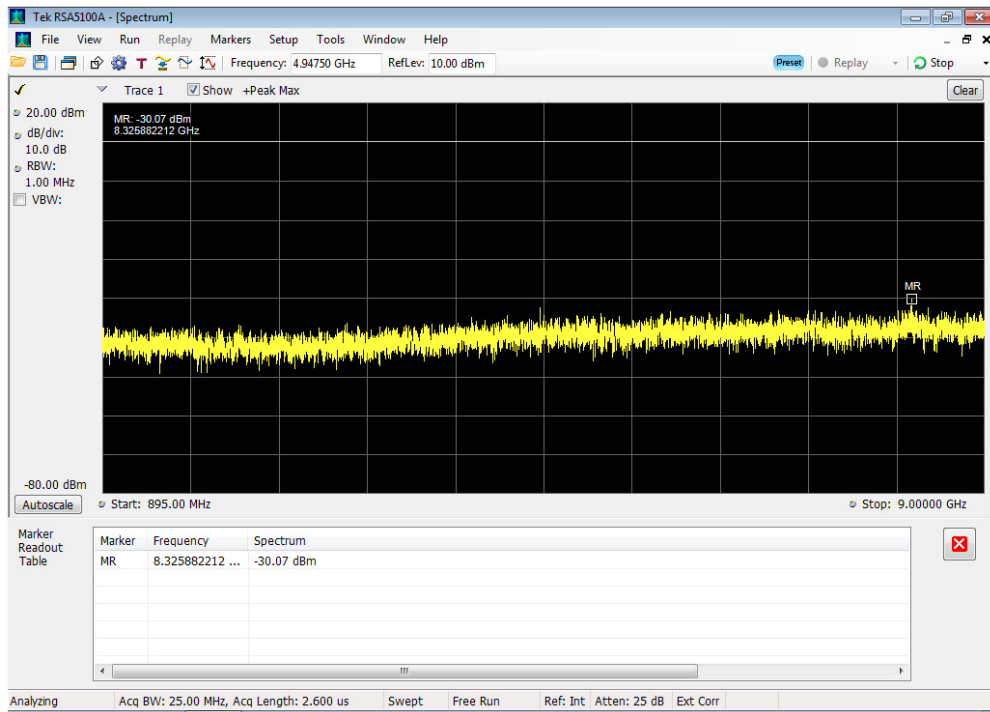 Tek RSA5100A - [Spectrum]
File View Run Replay Markers Setup Tools Window Help
T Frequency: 4.94750 GHz RefLev: 10.00 dBm Preset Replay Stop
Trace 1 Show +Peak Max Clear
20.00 dBm
dB/div:
10.0 dB
RBW:
1.00 MHz
VBW:
MR: -30.07 dBm
8.325882212 GHz
MR
-80.00 dBm
Autoscale Start: 895.00 MHz Stop: 9.00000 GHz
Marker
Readout
Table
Marker Frequency Spectrum
MR 8.325882212 ... -30.07 dBm
Analyzing Acq BW: 25.00 MHz, Acq Length: 2.600 us Swept Free Run Ref: Int Atten: 25 dB Ext Corr